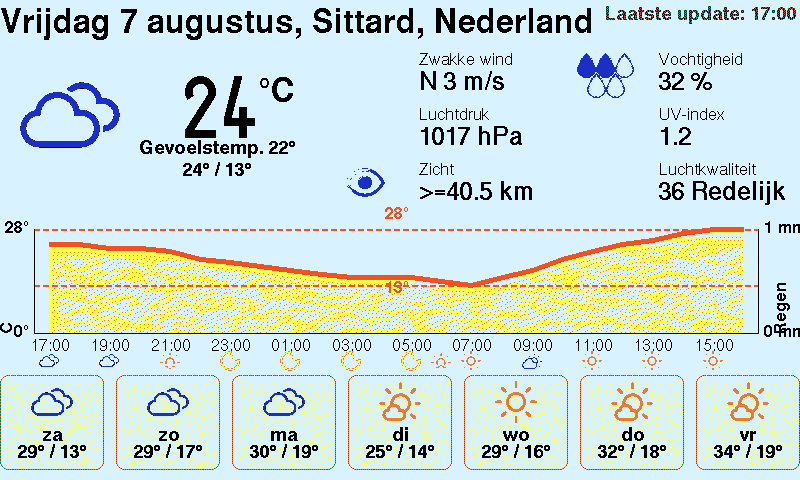 Vrijdag 7 augustus, Sittard, Nederland
Laatste update: 17:00
24 °C
Gevoelstemp. 22°
24° / 13°
Zwakke wind
N 3 m/s
Luchtdruk
1017 hPa
Zicht
>=40.5 km
Vochtigheid
32 %
UV-index
1.2
Luchtkwaliteit
36 Redelijk
28°
28°
1 mm
13°
°C
0°
Regen
0 mm
17:00 19:00 21:00 23:00 01:00 03:00 05:00 07:00 09:00 11:00 13:00 15:00
za zo ma di wo do vr
29° / 13° 29° / 17° 30° / 19° 25° / 14° 29° / 16° 32° / 18° 34° / 19°